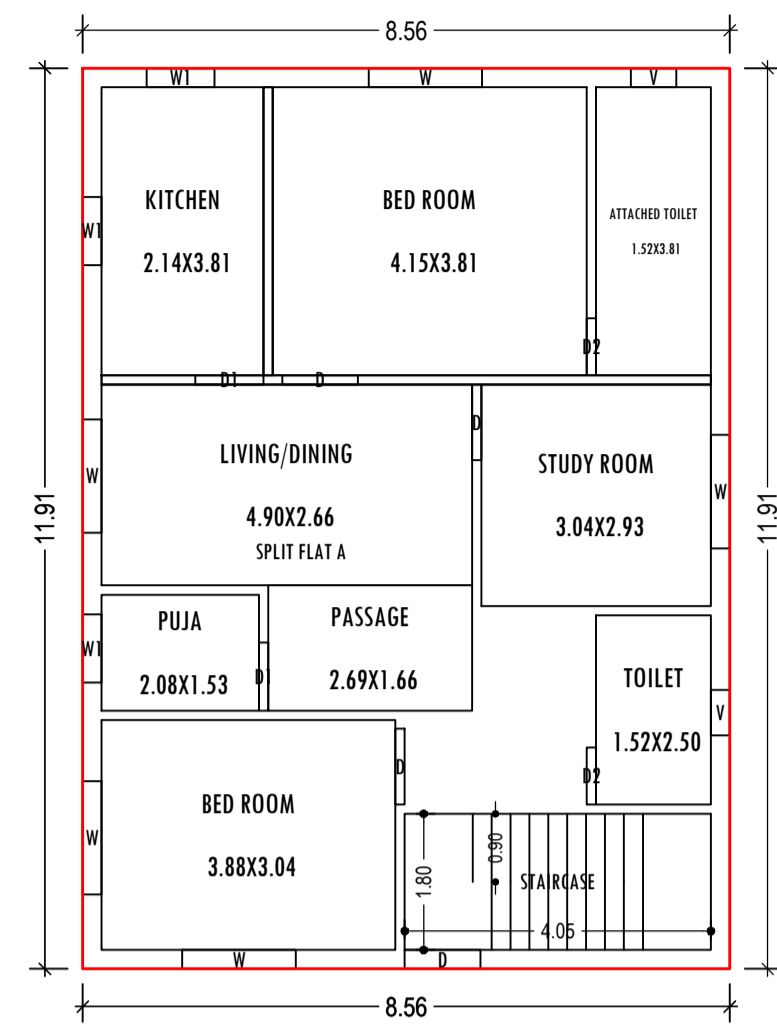 8.56
W1
W
V
KITCHEN
2.14X3.81
BED ROOM
4.15X3.81
ATTACHED TOILET
1.52X3.81
W1
D2
D1
D
LIVING/DINING
4.90X2.66
SPLIT FLAT A
D
STUDY ROOM
3.04X2.93
W
W
11.91
11.91
PUJA
2.08X1.53
W1
D1
PASSAGE
2.69X1.66
TOILET
1.52X2.50
V
D2
BED ROOM
3.88X3.04
D
W
1.80
0.90
STAIRCASE
4.05
W
D
8.56